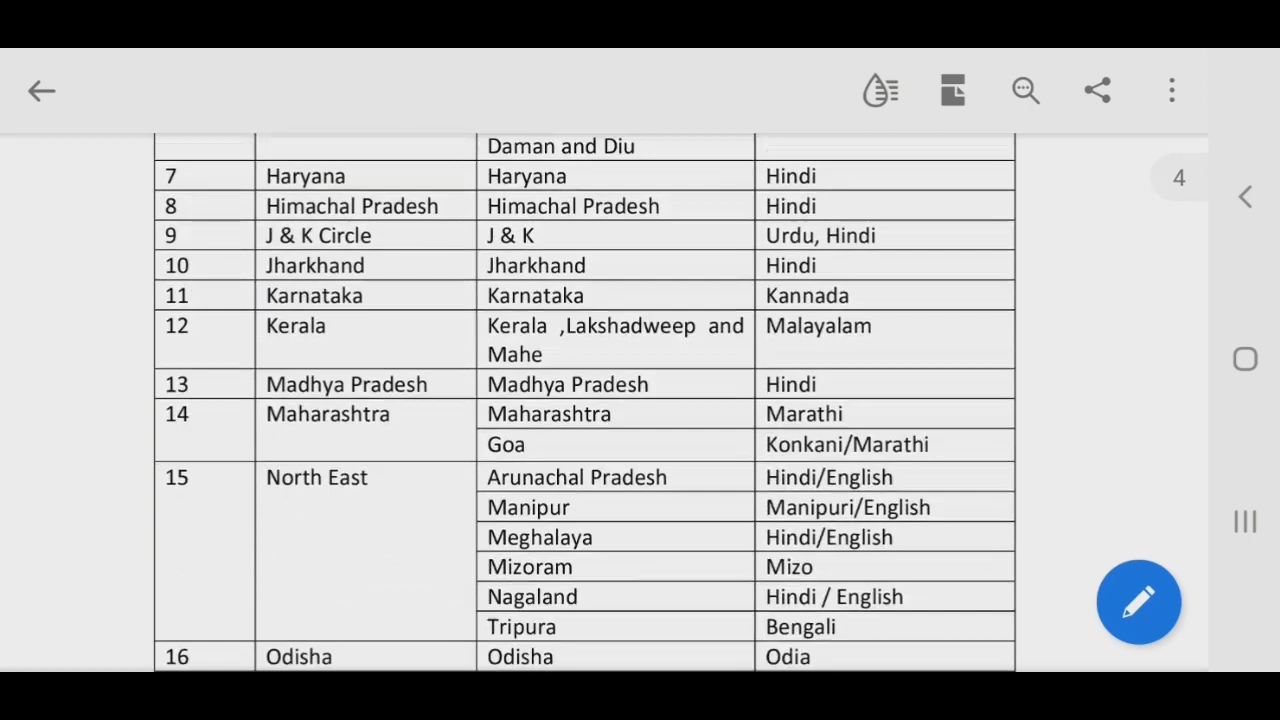 Daman and Diu
4
7 Haryana Haryana Hindi
8 Himachal Pradesh Himachal Pradesh Hindi
9 J & K Circle J & K Urdu, Hindi
10 Jharkhand Jharkhand Hindi
11 Karnataka Karnataka Kannada
12 Kerala Kerala ,Lakshadweep and Malayalam
Mahe
13 Madhya Pradesh Madhya Pradesh Hindi
14 Maharashtra Maharashtra Marathi
Goa Konkani/Marathi
15 North East Arunachal Pradesh Hindi/English
Manipur Manipuri/English
Meghalaya Hindi/English
Mizoram Mizo
Nagaland Hindi / English
Tripura Bengali
16 Odisha Odisha Odia